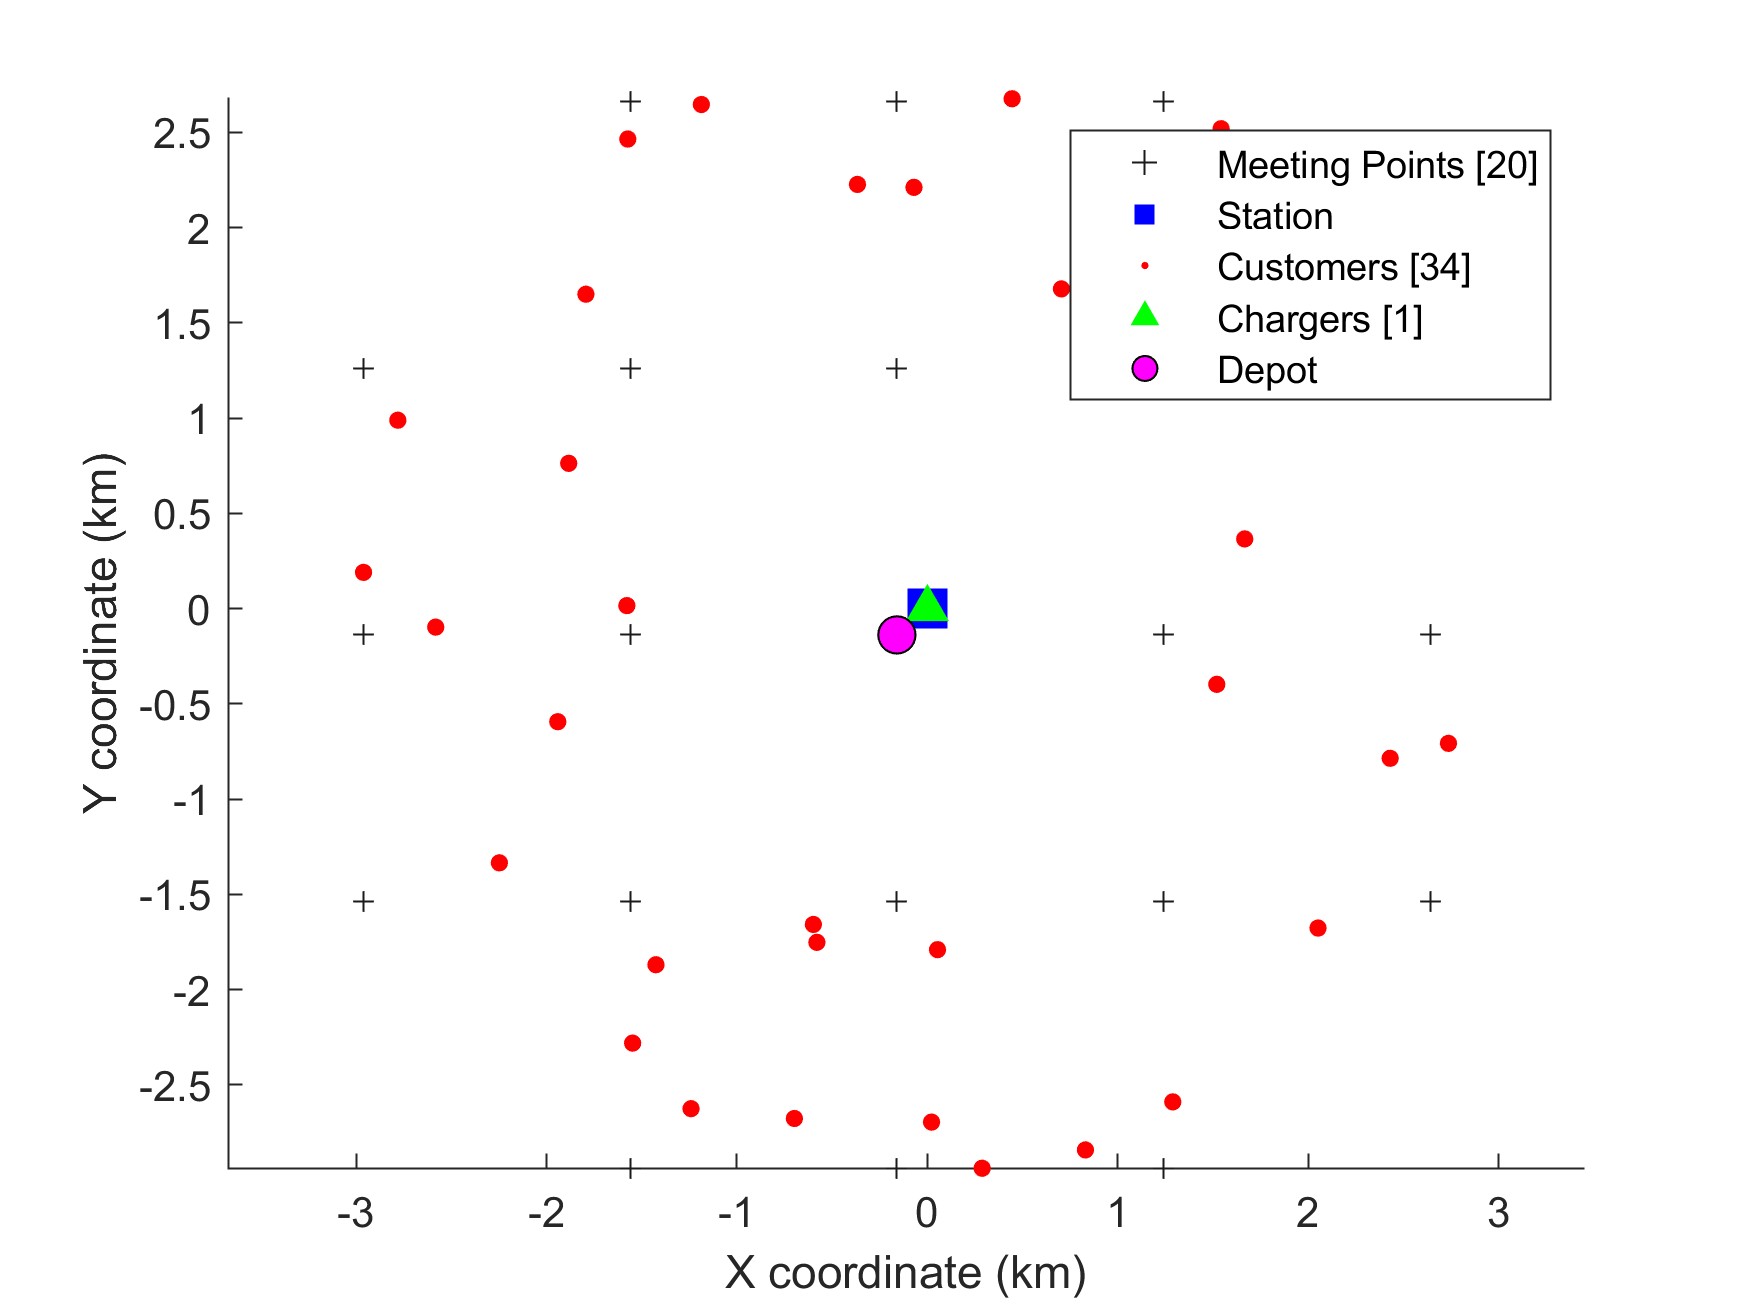 2.5
2
1.5
1
0.5
0
-0.5
-1
-1.5
-2
-2.5
Y coordinate (km)
Meeting Points [20]
Station
Customers [34]
Chargers [1]
Depot
-3 -2 -1 0 1 2 3
X coordinate (km)